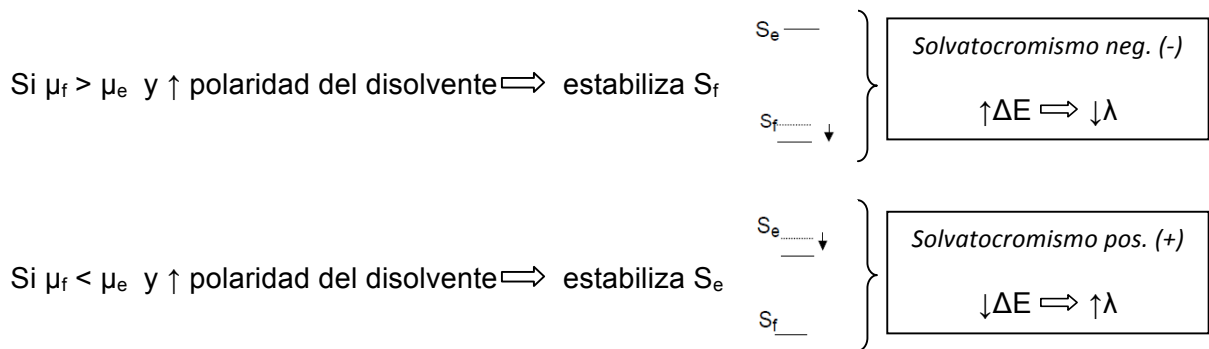 Sₑ
Solvatocromismo neg. (-)
Si μf > μₑ y ↑ polaridad del disolvente ⇒ estabiliza Sf
Sf
↑ΔE ⇒ ↓λ
Sₑ
Solvatocromismo pos. (+)
Si μf < μₑ y ↑ polaridad del disolvente ⇒ estabiliza Sₑ
↓ΔE ⇒ ↑λ
Sf